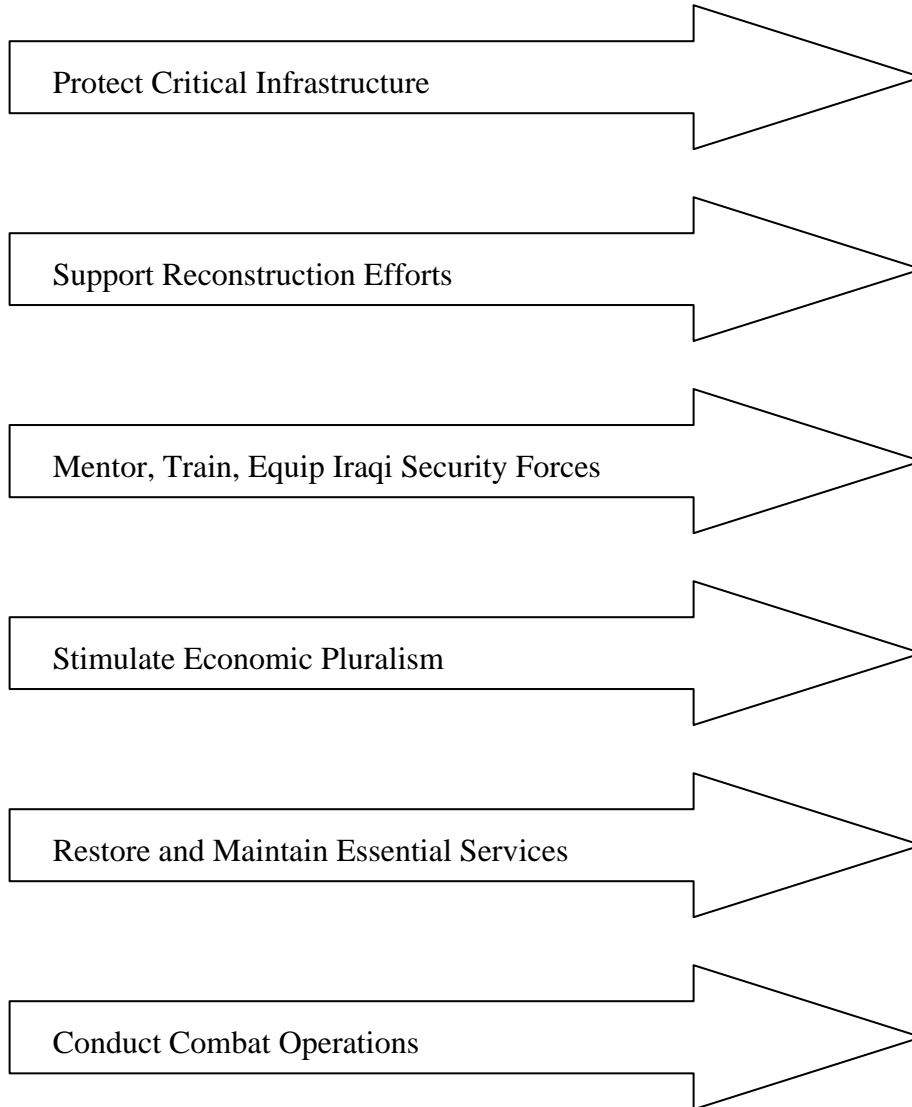 Protect Critical Infrastructure
Support Reconstruction Efforts
Mentor, Train, Equip Iraqi Security Forces
Stimulate Economic Pluralism
Restore and Maintain Essential Services
Conduct Combat Operations